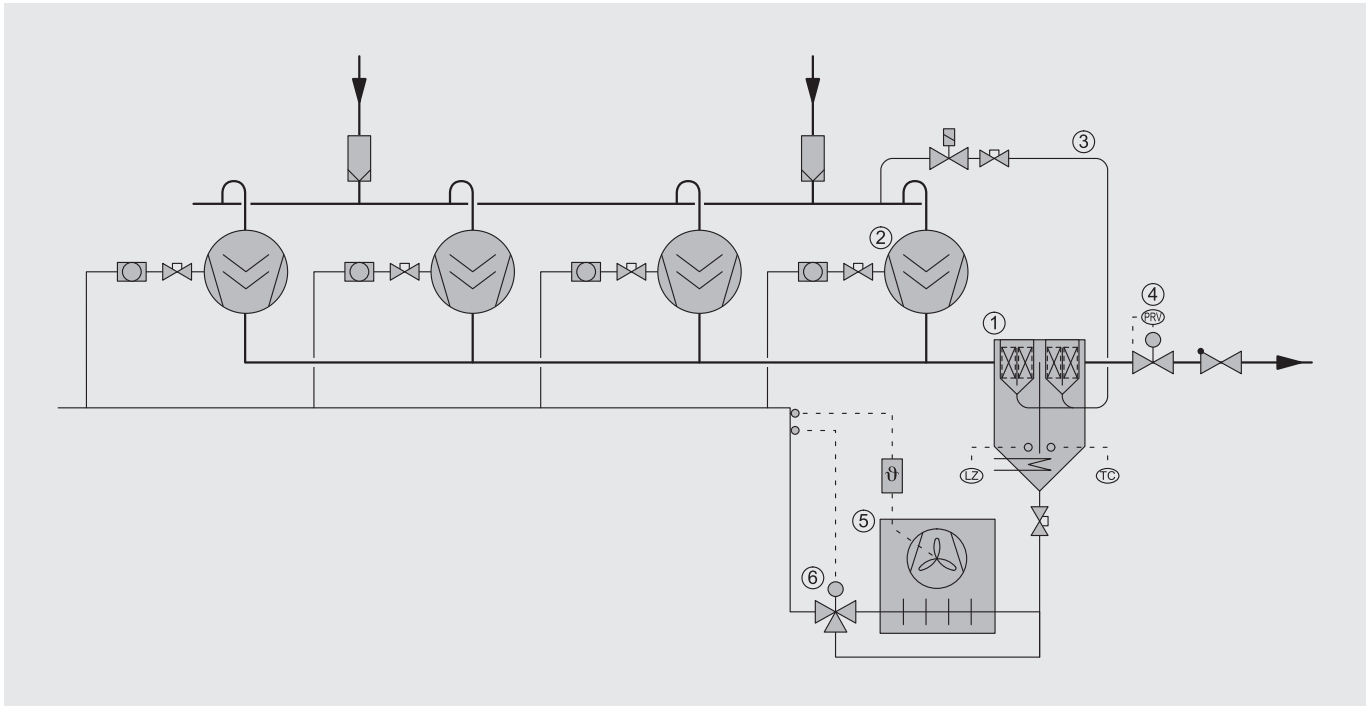 ③
②
④
PRV
①
LZ
TC
ϑ
⑤
⑥